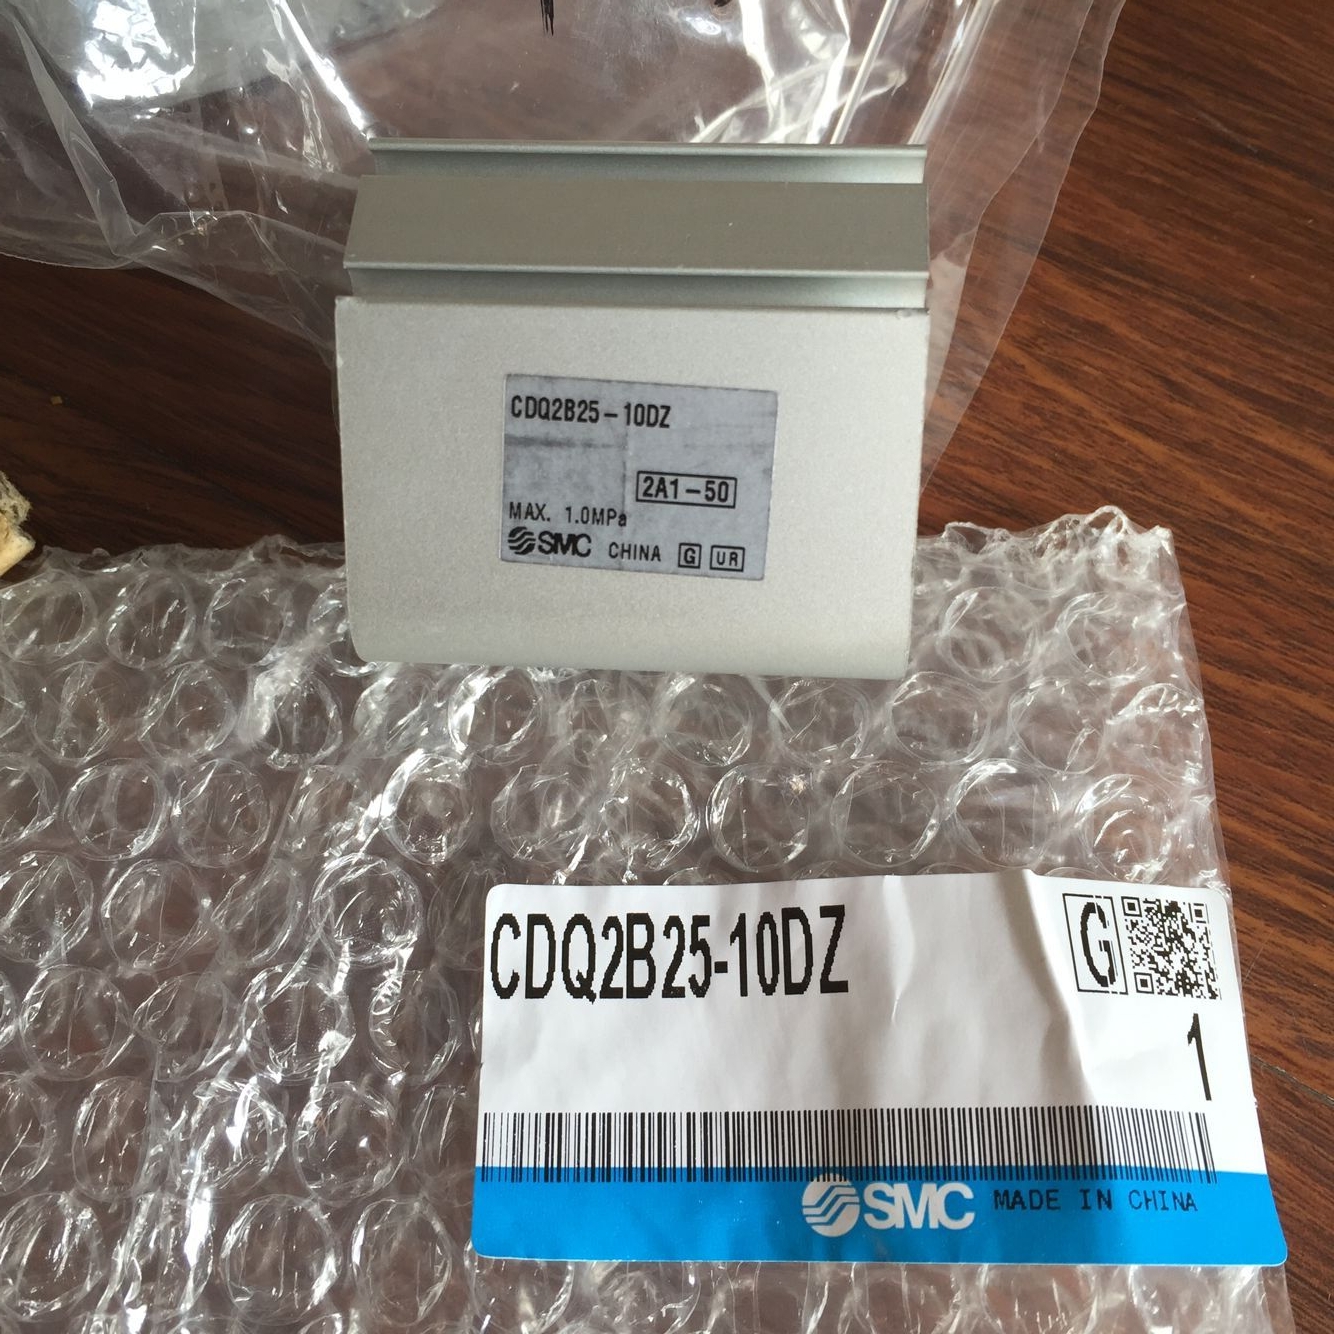 CDQ2B25-10DZ
2A1-50
MAX. 1.0MPa
SMC CHINA G UR
CDQ2B25-10DZ G
1
SMC MADE IN CHINA